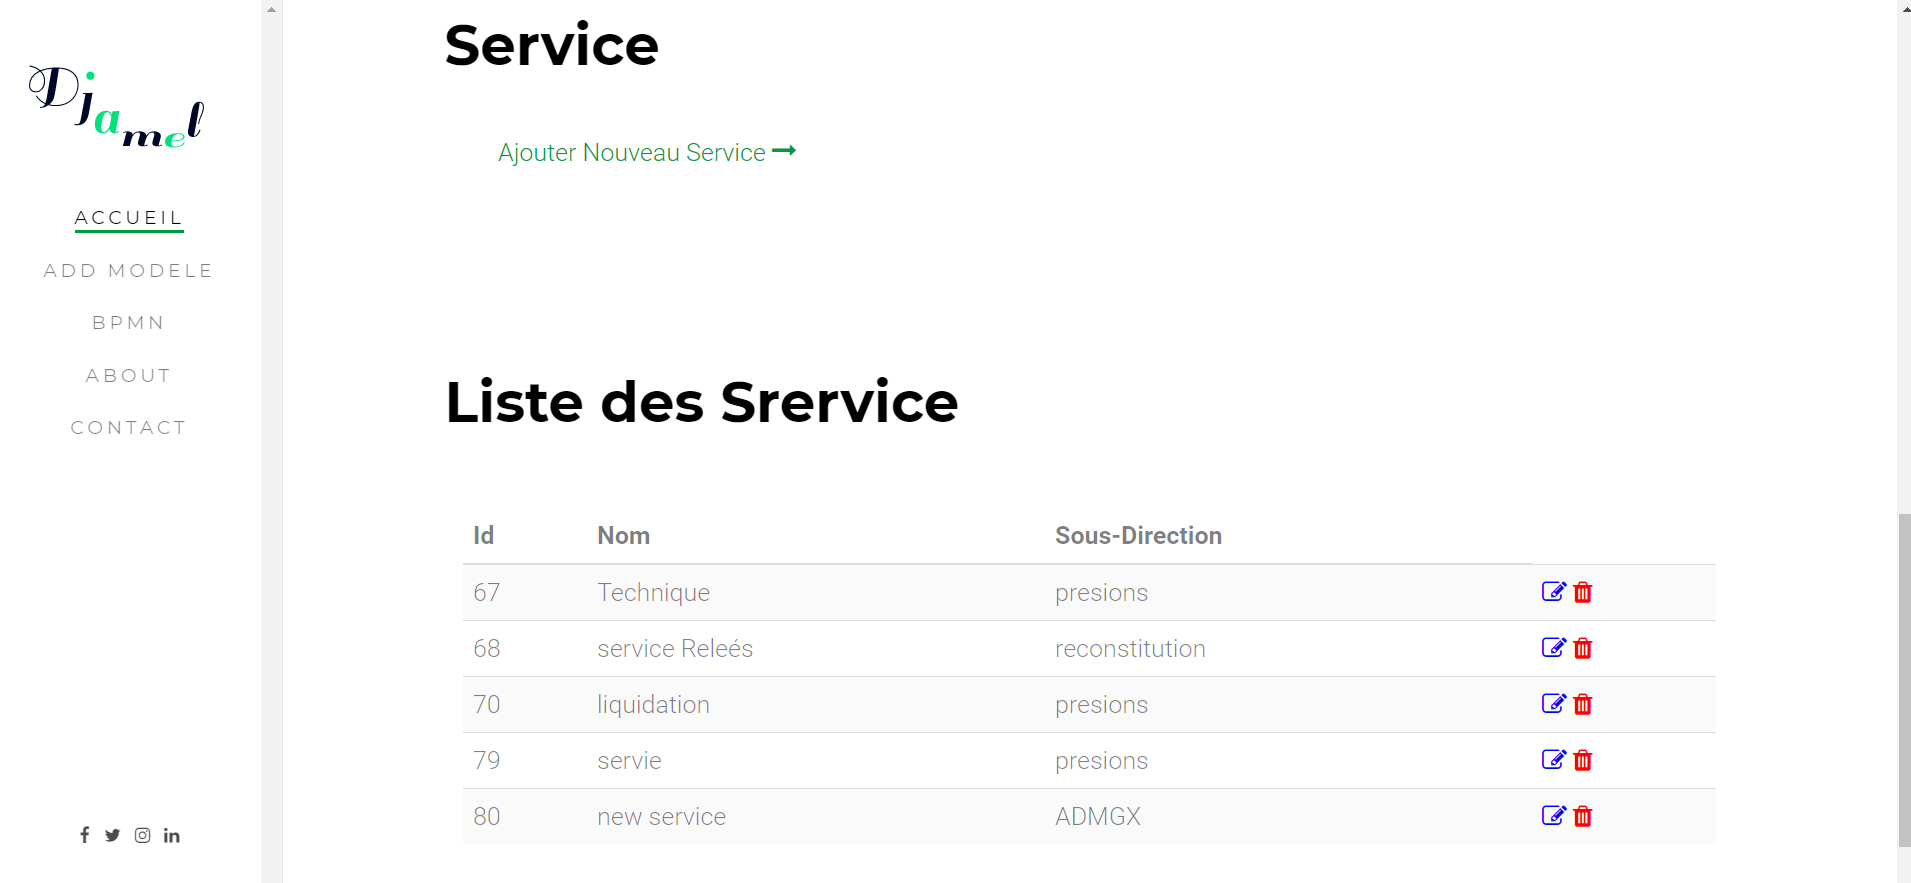 Djamel
ACCUEIL
ADD MODELE
BPMN
ABOUT
CONTACT
Service
Ajouter Nouveau Service
Liste des Srervice
Id Nom Sous-Direction
67 Technique presions
68 service Releés reconstitution
70 liquidation presions
79 servie presions
80 new service ADMGX